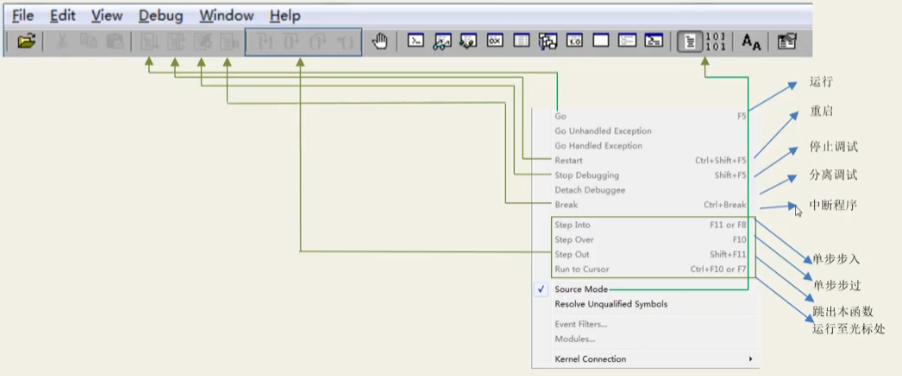 File Edit View Debug Window Help
101
101
AA
运行
Go F5
重启
Go Unhandled Exception
Go Handled Exception
停止调试
Restart Ctrl+Shift+F5
Stop Debugging Shift+F5
分离调试
Detach Debuggee
Break Ctrl+Break
中断程序
Step Into F11 or F8
Step Over F10
单步步入
Step Out Shift+F11
Run to Cursor Ctrl+F10 or F7
单步步过
Source Mode
跳出本函数
Resolve Unqualified Symbols
运行至光标处
Event Filters...
Modules...
Kernel Connection